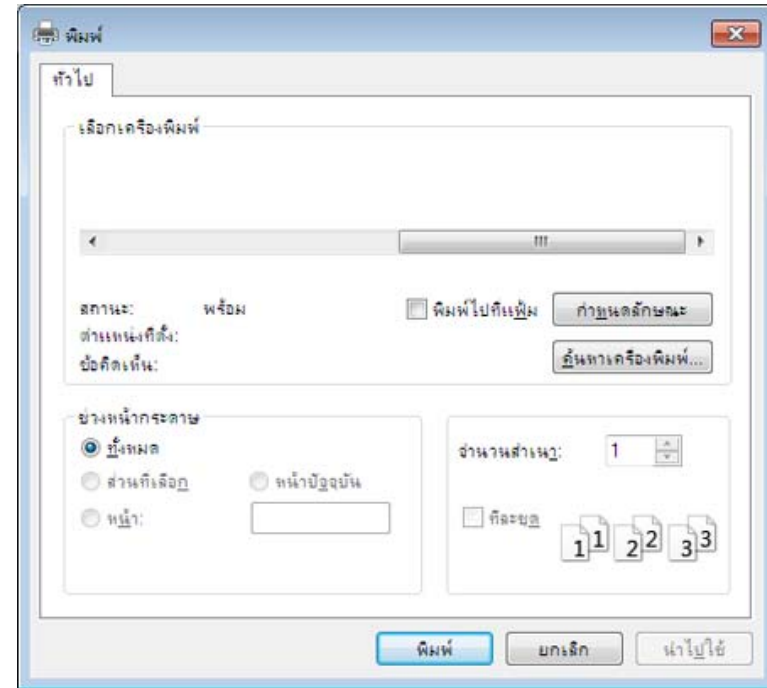 พิมพ์
ทั่วไป
เลือกเครื่องพิมพ์
สถานะ: พร้อม
พิมพ์ไปที่แฟ้ม
กำหนดลักษณะ
ตำแหน่งที่ตั้ง:
ข้อคิดเห็น:
ค้นหาเครื่องพิมพ์...
ช่วงหน้ากระดาษ
ทั้งหมด
ส่วนที่เลือก
หน้าปัจจุบัน
หน้า:
จำนวนสำเนา: 1
ทีละชุด
1 1 2 2 3 3
พิมพ์
ยกเลิก
นำไปใช้